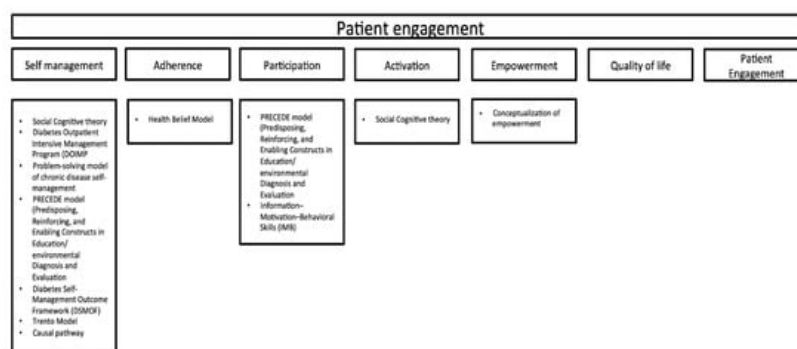 Patient engagement
Self management
Adherence
Participation
Activation
Empowerment
Quality of life
Patient
Engagement
• Social Cognitive theory
• Diabetes Outpatient
Intensive Management
Program (DOIMP
• Problem-solving model
of chronic disease self-
management
• PRECEDE model
(Predisposing,
Reinforcing, and
Enabling Constructs in
Education/
environmental
Diagnosis and
Evaluation
• Diabetes Self-
Management Outcome
Framework (DSMOF)
• Trento Model
• Causal pathway
• Health Belief Model
• PRECEDE model
(Predisposing,
Reinforcing, and
Enabling Constructs in
Education/
environmental
Diagnosis and
Evaluation
• Information–
Motivation–Behavioral
Skills (IMB)
• Social Cognitive theory
• Conceptualization of
empowerment